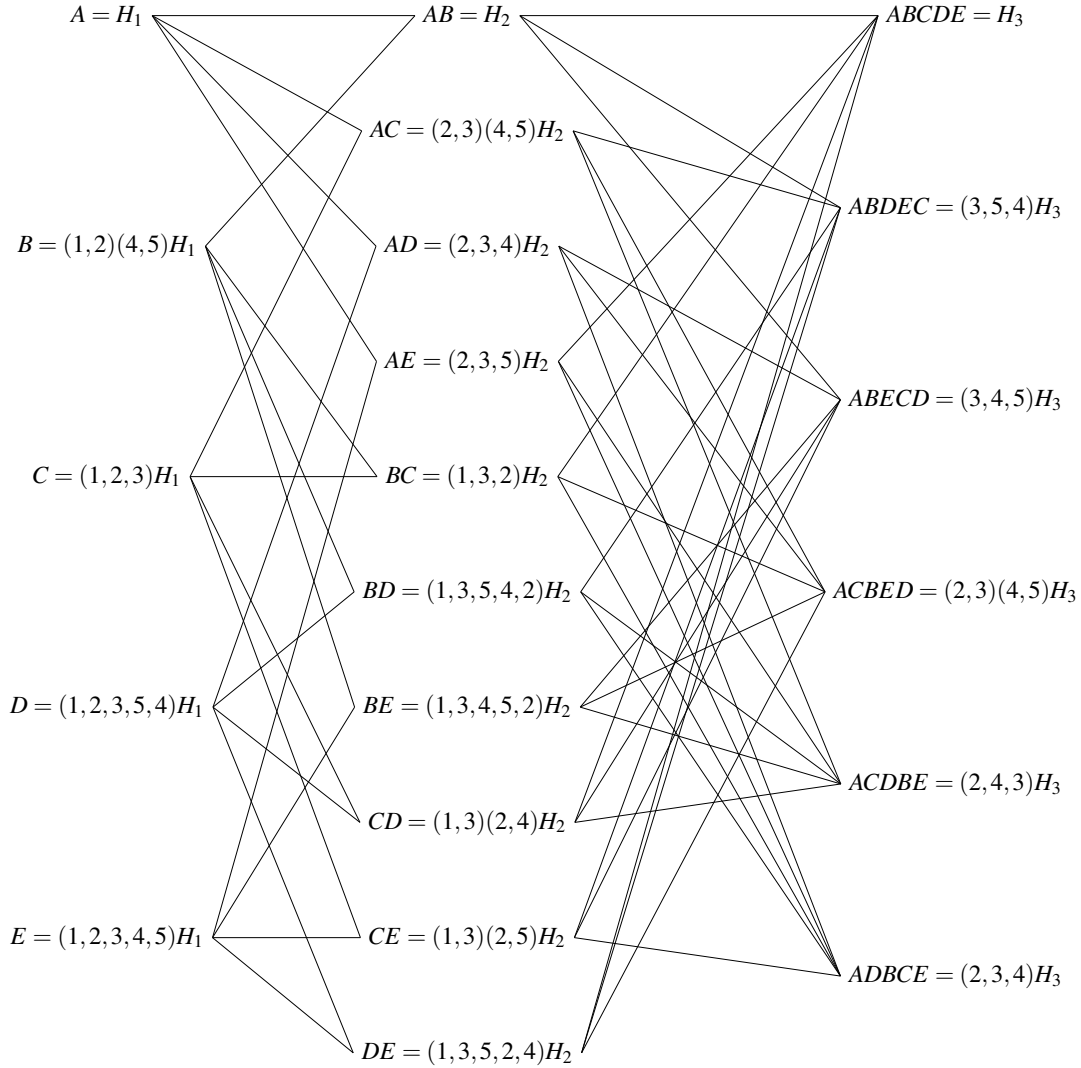 A = H₁
AB = H₂
ABCDE = H₃
AC = (2,3)(4,5)H₂
ABDEC = (3,5,4)H₃
B = (1,2)(4,5)H₁
AD = (2,3,4)H₂
AE = (2,3,5)H₂
ABECD = (3,4,5)H₃
C = (1,2,3)H₁
BC = (1,3,2)H₂
BD = (1,3,5,4,2)H₂
ACBED = (2,3)(4,5)H₃
D = (1,2,3,5,4)H₁
BE = (1,3,4,5,2)H₂
ACDBE = (2,4,3)H₃
CD = (1,3)(2,4)H₂
E = (1,2,3,4,5)H₁
CE = (1,3)(2,5)H₂
ADBCE = (2,3,4)H₃
DE = (1,3,5,2,4)H₂